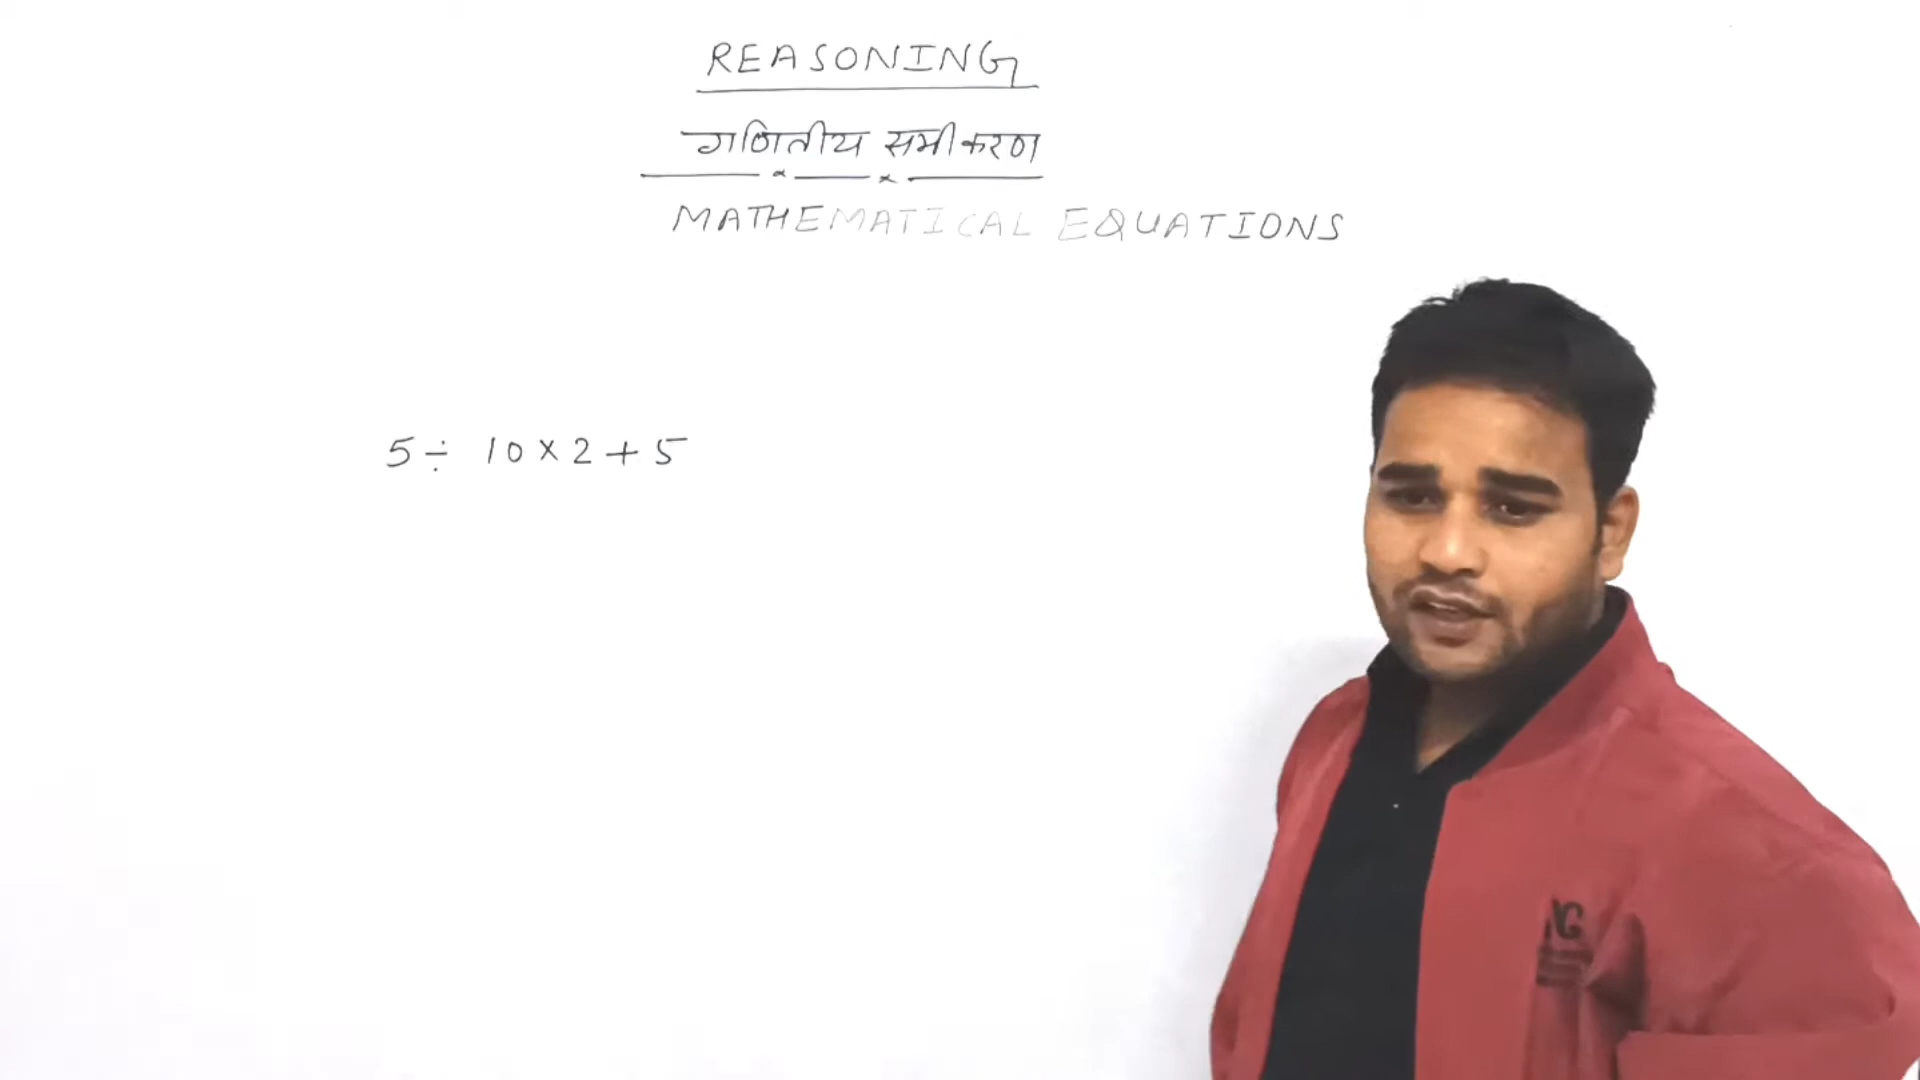 REASONING
गणितीय समीकरण
MATHEMATICAL EQUATIONS
5 ÷ 10 × 2 + 5